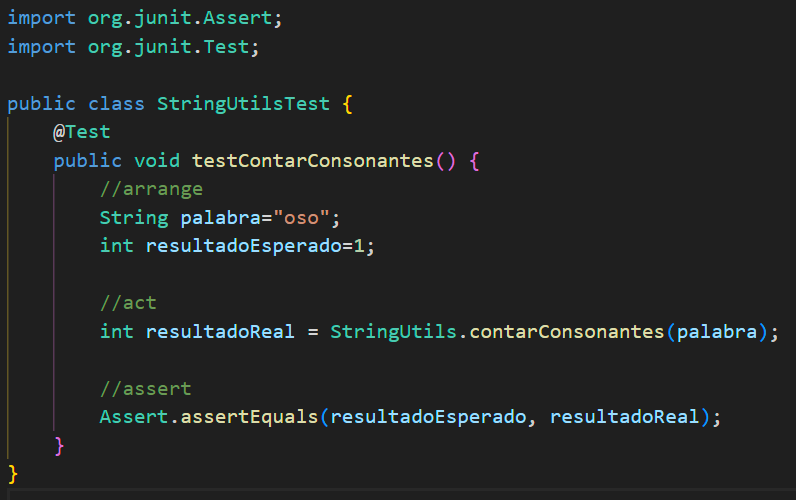 import org.junit.Assert;
import org.junit.Test;
public class StringUtilsTest {
@Test
public void testContarConsonantes() {
//arrange
String palabra="oso";
int resultadoEsperado=1;
//act
int resultadoReal = StringUtils.contarConsonantes(palabra);
//assert
Assert.assertEquals(resultadoEsperado, resultadoReal);
}
}